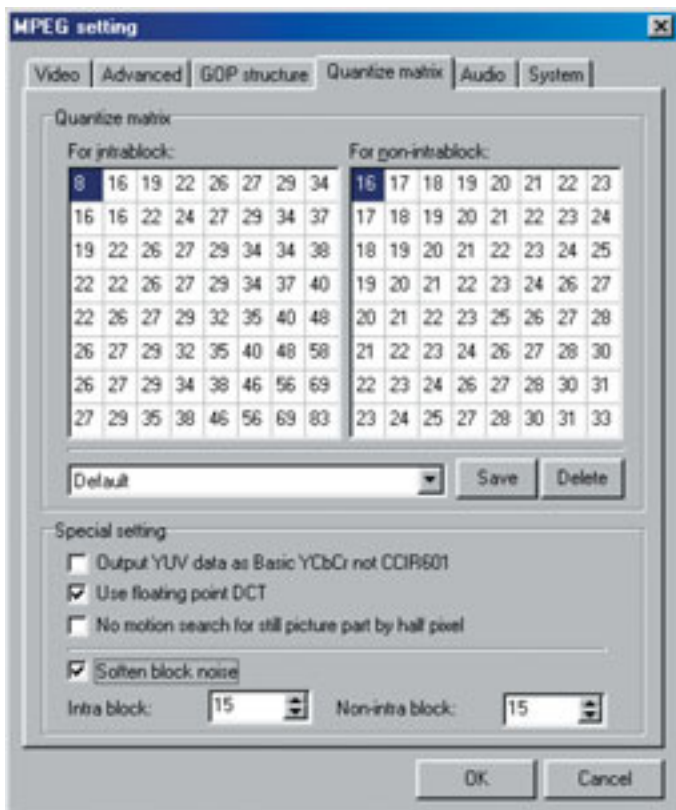 MPEG setting
Video Advanced GOP structure Quantize matrix Audio System
Quantize matrix
For intrablock: For non-intrablock:
8 16 19 22 26 27 29 34 16 17 18 19 20 21 22 23
16 16 22 24 27 29 34 37 17 18 19 20 21 22 23 24
19 22 26 27 29 34 34 38 18 19 20 21 22 23 24 25
22 22 26 27 29 34 37 40 19 20 21 22 23 24 26 27
22 26 27 29 32 35 40 48 20 21 22 23 25 26 27 28
26 27 29 32 35 40 48 58 21 22 23 24 26 27 28 30
26 27 29 34 38 46 56 69 22 23 24 26 27 28 30 31
27 29 35 38 46 56 69 83 23 24 25 27 28 30 31 33
Default Save Delete
Special setting
Output YUV data as Basic YCbCr not CCIR601
Use floating point DCT
No motion search for still picture part by half pixel
Soften block noise
Intra block: 15 Non-intra block: 15
OK Cancel